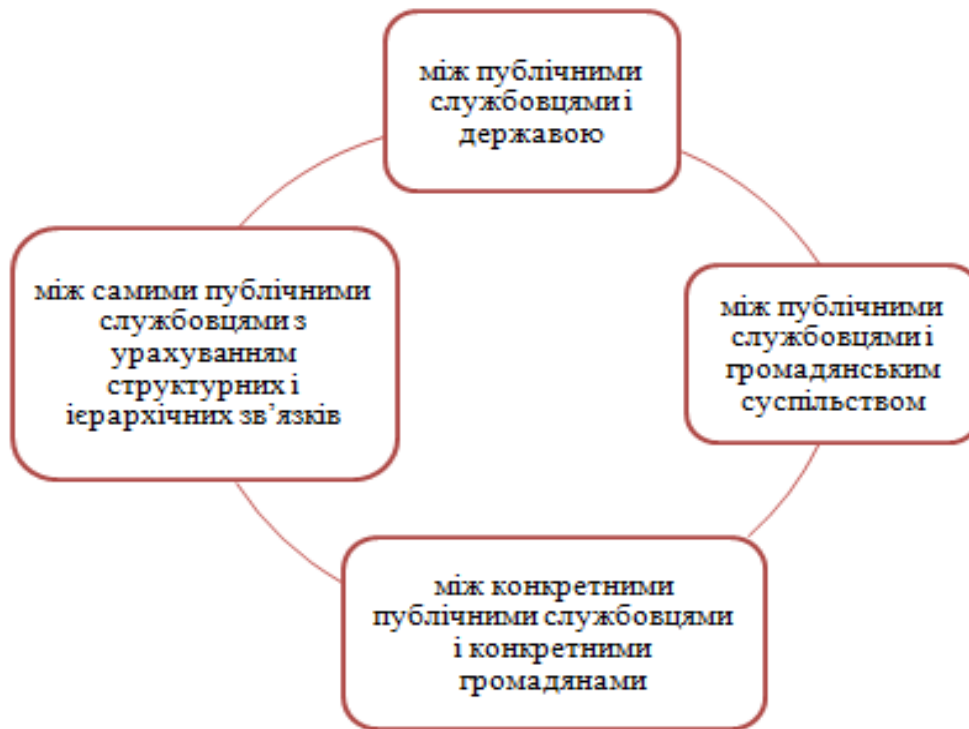 між публічними
службовцями і
державою
між публічними
службовцями і
громадянським
суспільством
між конкретними
публічними службовцями
і конкретними
громадянами
між самими публічними
службовцями з
урахуванням
структурних і
ієрархічних зв’язків